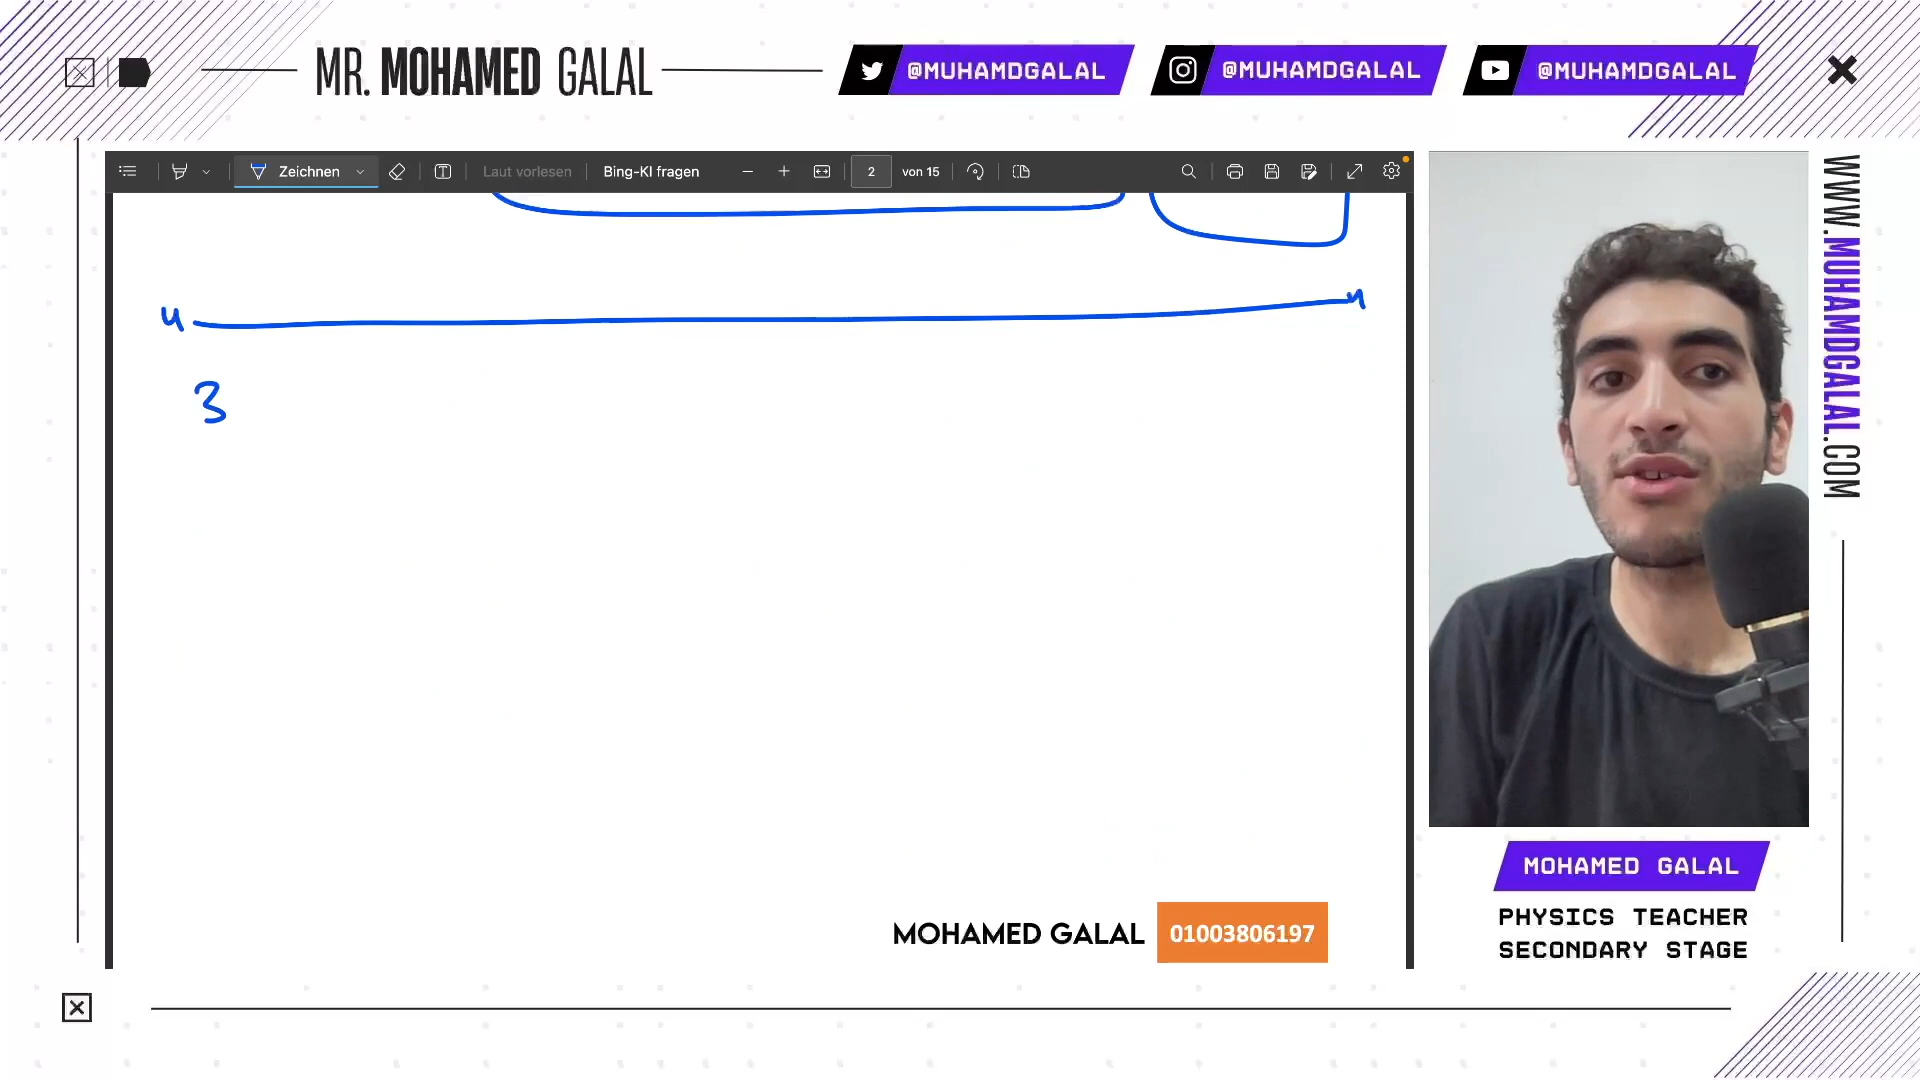 MR. MOHAMED GALAL
@MUHAMDGALAL
@MUHAMDGALAL
@MUHAMDGALAL
Zeichnen
Laut vorlesen
Bing-KI fragen
2
von 15
3
MOHAMED GALAL
01003806197
WWW.MUHAMDGALAL.COM
MOHAMED GALAL
PHYSICS TEACHER
SECONDARY STAGE